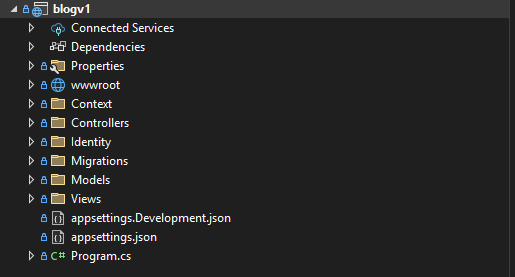 blogv1
Connected Services
Dependencies
Properties
wwwroot
Context
Controllers
Identity
Migrations
Models
Views
appsettings.Development.json
appsettings.json
C# Program.cs